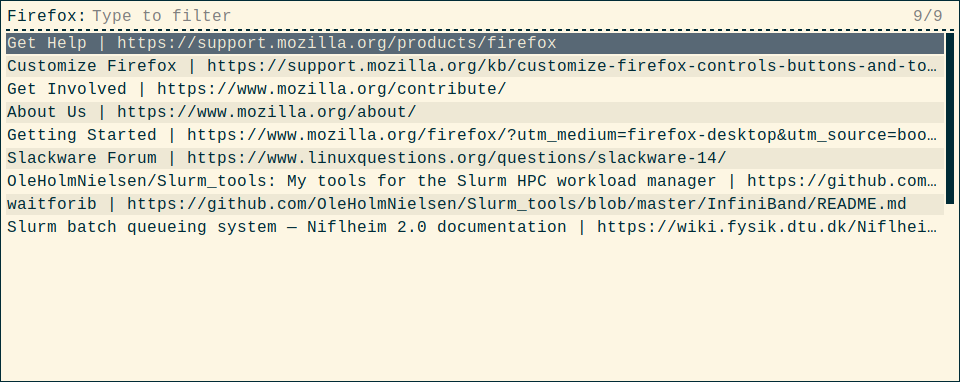 Firefox: Type to filter 9/9
Get Help | https://support.mozilla.org/products/firefox
Customize Firefox | https://support.mozilla.org/kb/customize-firefox-controls-buttons-and-to…
Get Involved | https://www.mozilla.org/contribute/
About Us | https://www.mozilla.org/about/
Getting Started | https://www.mozilla.org/firefox/?utm_medium=firefox-desktop&utm_source=boo…
Slackware Forum | https://www.linuxquestions.org/questions/slackware-14/
OleHolmNielsen/Slurm_tools: My tools for the Slurm HPC workload manager | https://github.com…
waitforib | https://github.com/OleHolmNielsen/Slurm_tools/blob/master/InfiniBand/README.md
Slurm batch queueing system — Niflheim 2.0 documentation | https://wiki.fysik.dtu.dk/Niflhei…